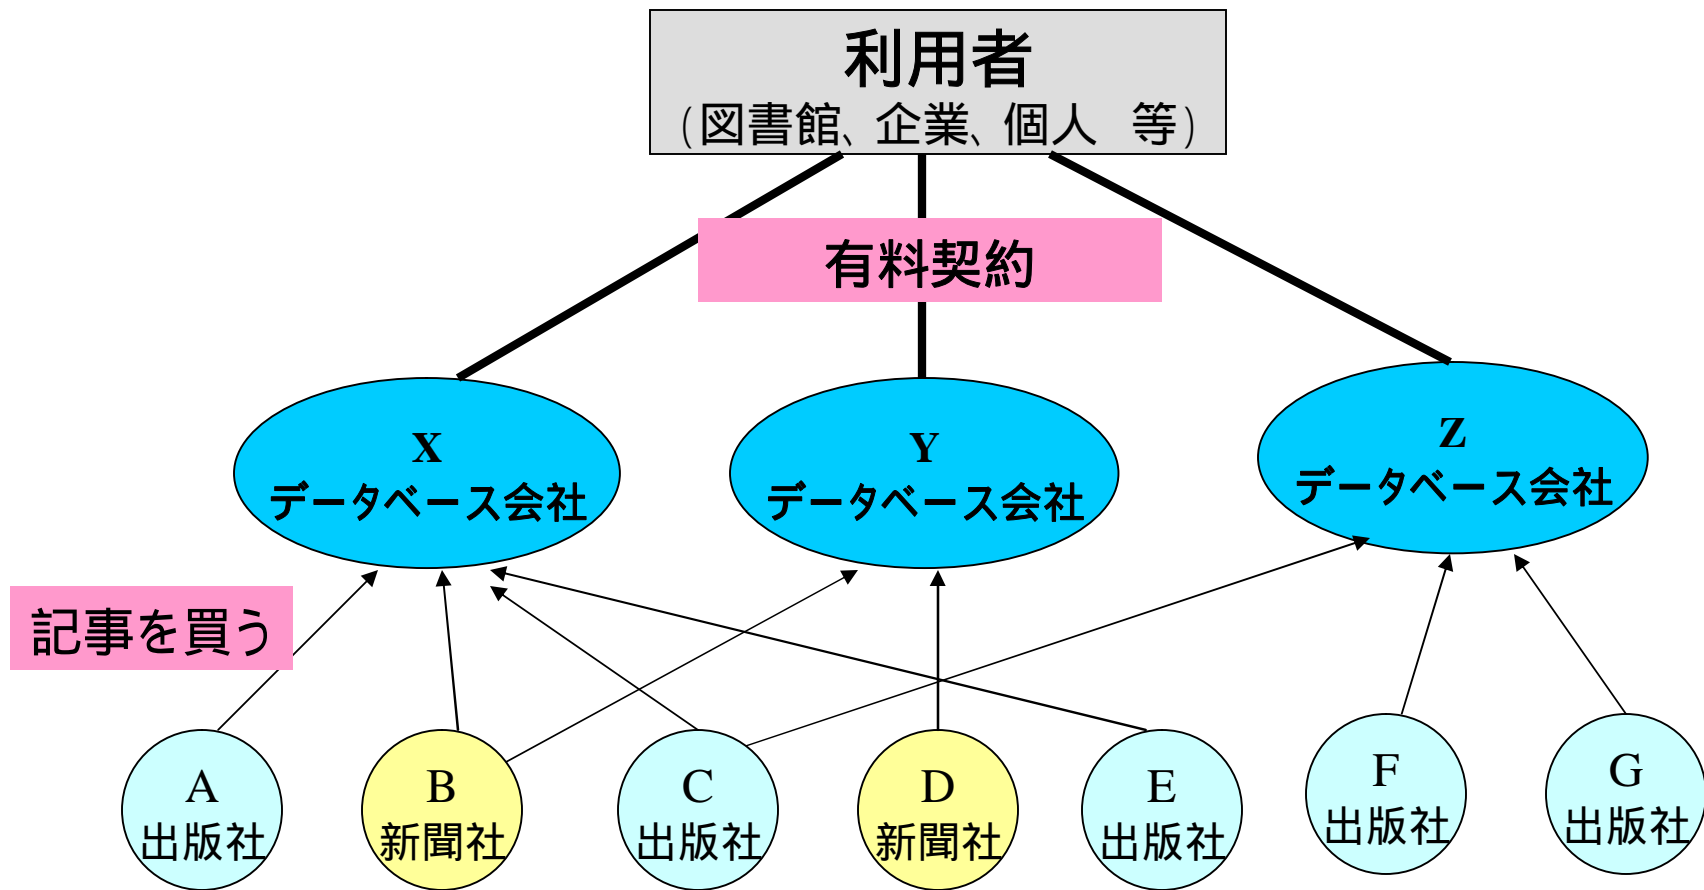 利用者
（図書館、企業、個人　等）
有料契約
X
データベース会社
Y
データベース会社
Z
データベース会社
記事を買う
A
出版社
B
新聞社
C
出版社
D
新聞社
E
出版社
F
出版社
G
出版社